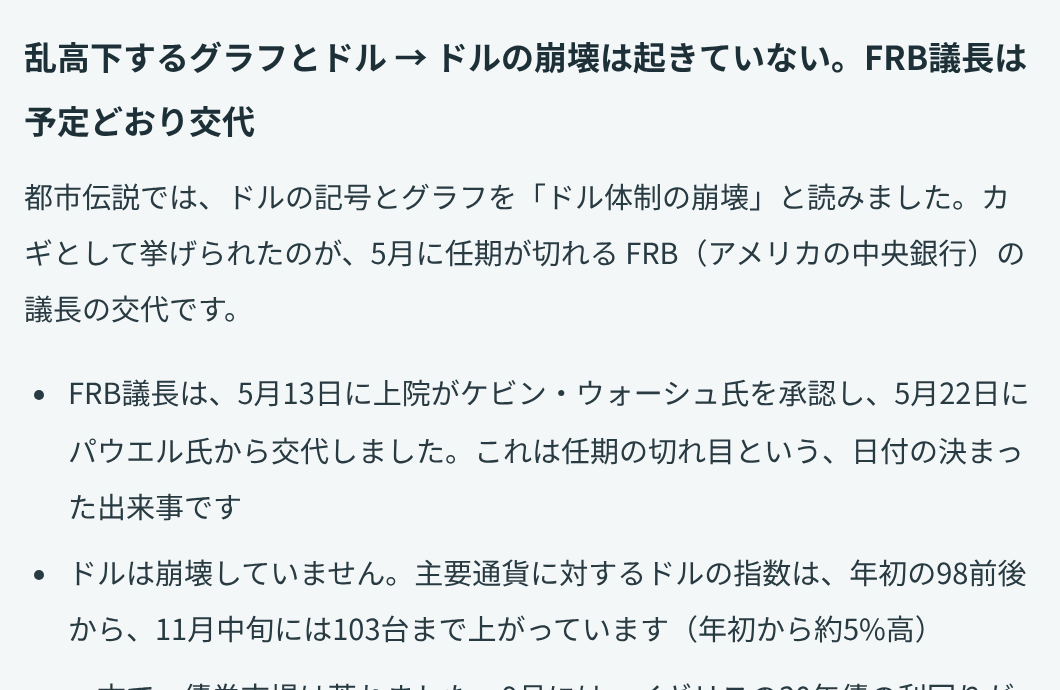 乱高下するグラフとドル → ドルの崩壊は起きていない。FRB議長は
予定どおり交代
都市伝説では、ドルの記号とグラフを「ドル体制の崩壊」と読みました。カ
ギとして挙げられたのが、5月に任期が切れる FRB（アメリカの中央銀行）の
議長の交代です。
• FRB議長は、5月13日に上院がケビン・ウォーシュ氏を承認し、5月22日に
パウエル氏から交代しました。これは任期の切れ目という、日付の決まっ
た出来事です
• ドルは崩壊していません。主要通貨に対するドルの指数は、年初の98前後
から、11月中旬には103台まで上がっています（年初から約5%高）